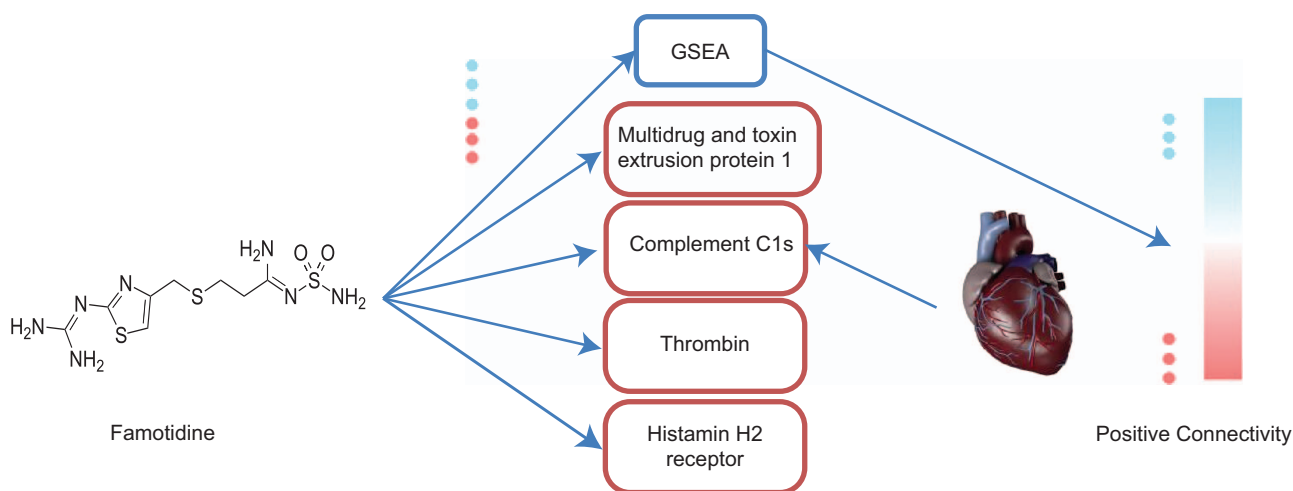 GSEA
Multidrug and toxin
extrusion protein 1
Complement C1s
Thrombin
Histamin H2
receptor
H₂N
N
NH₂
S
N
S
H₂N
N
O
O
S
NH₂
Famotidine
Positive Connectivity